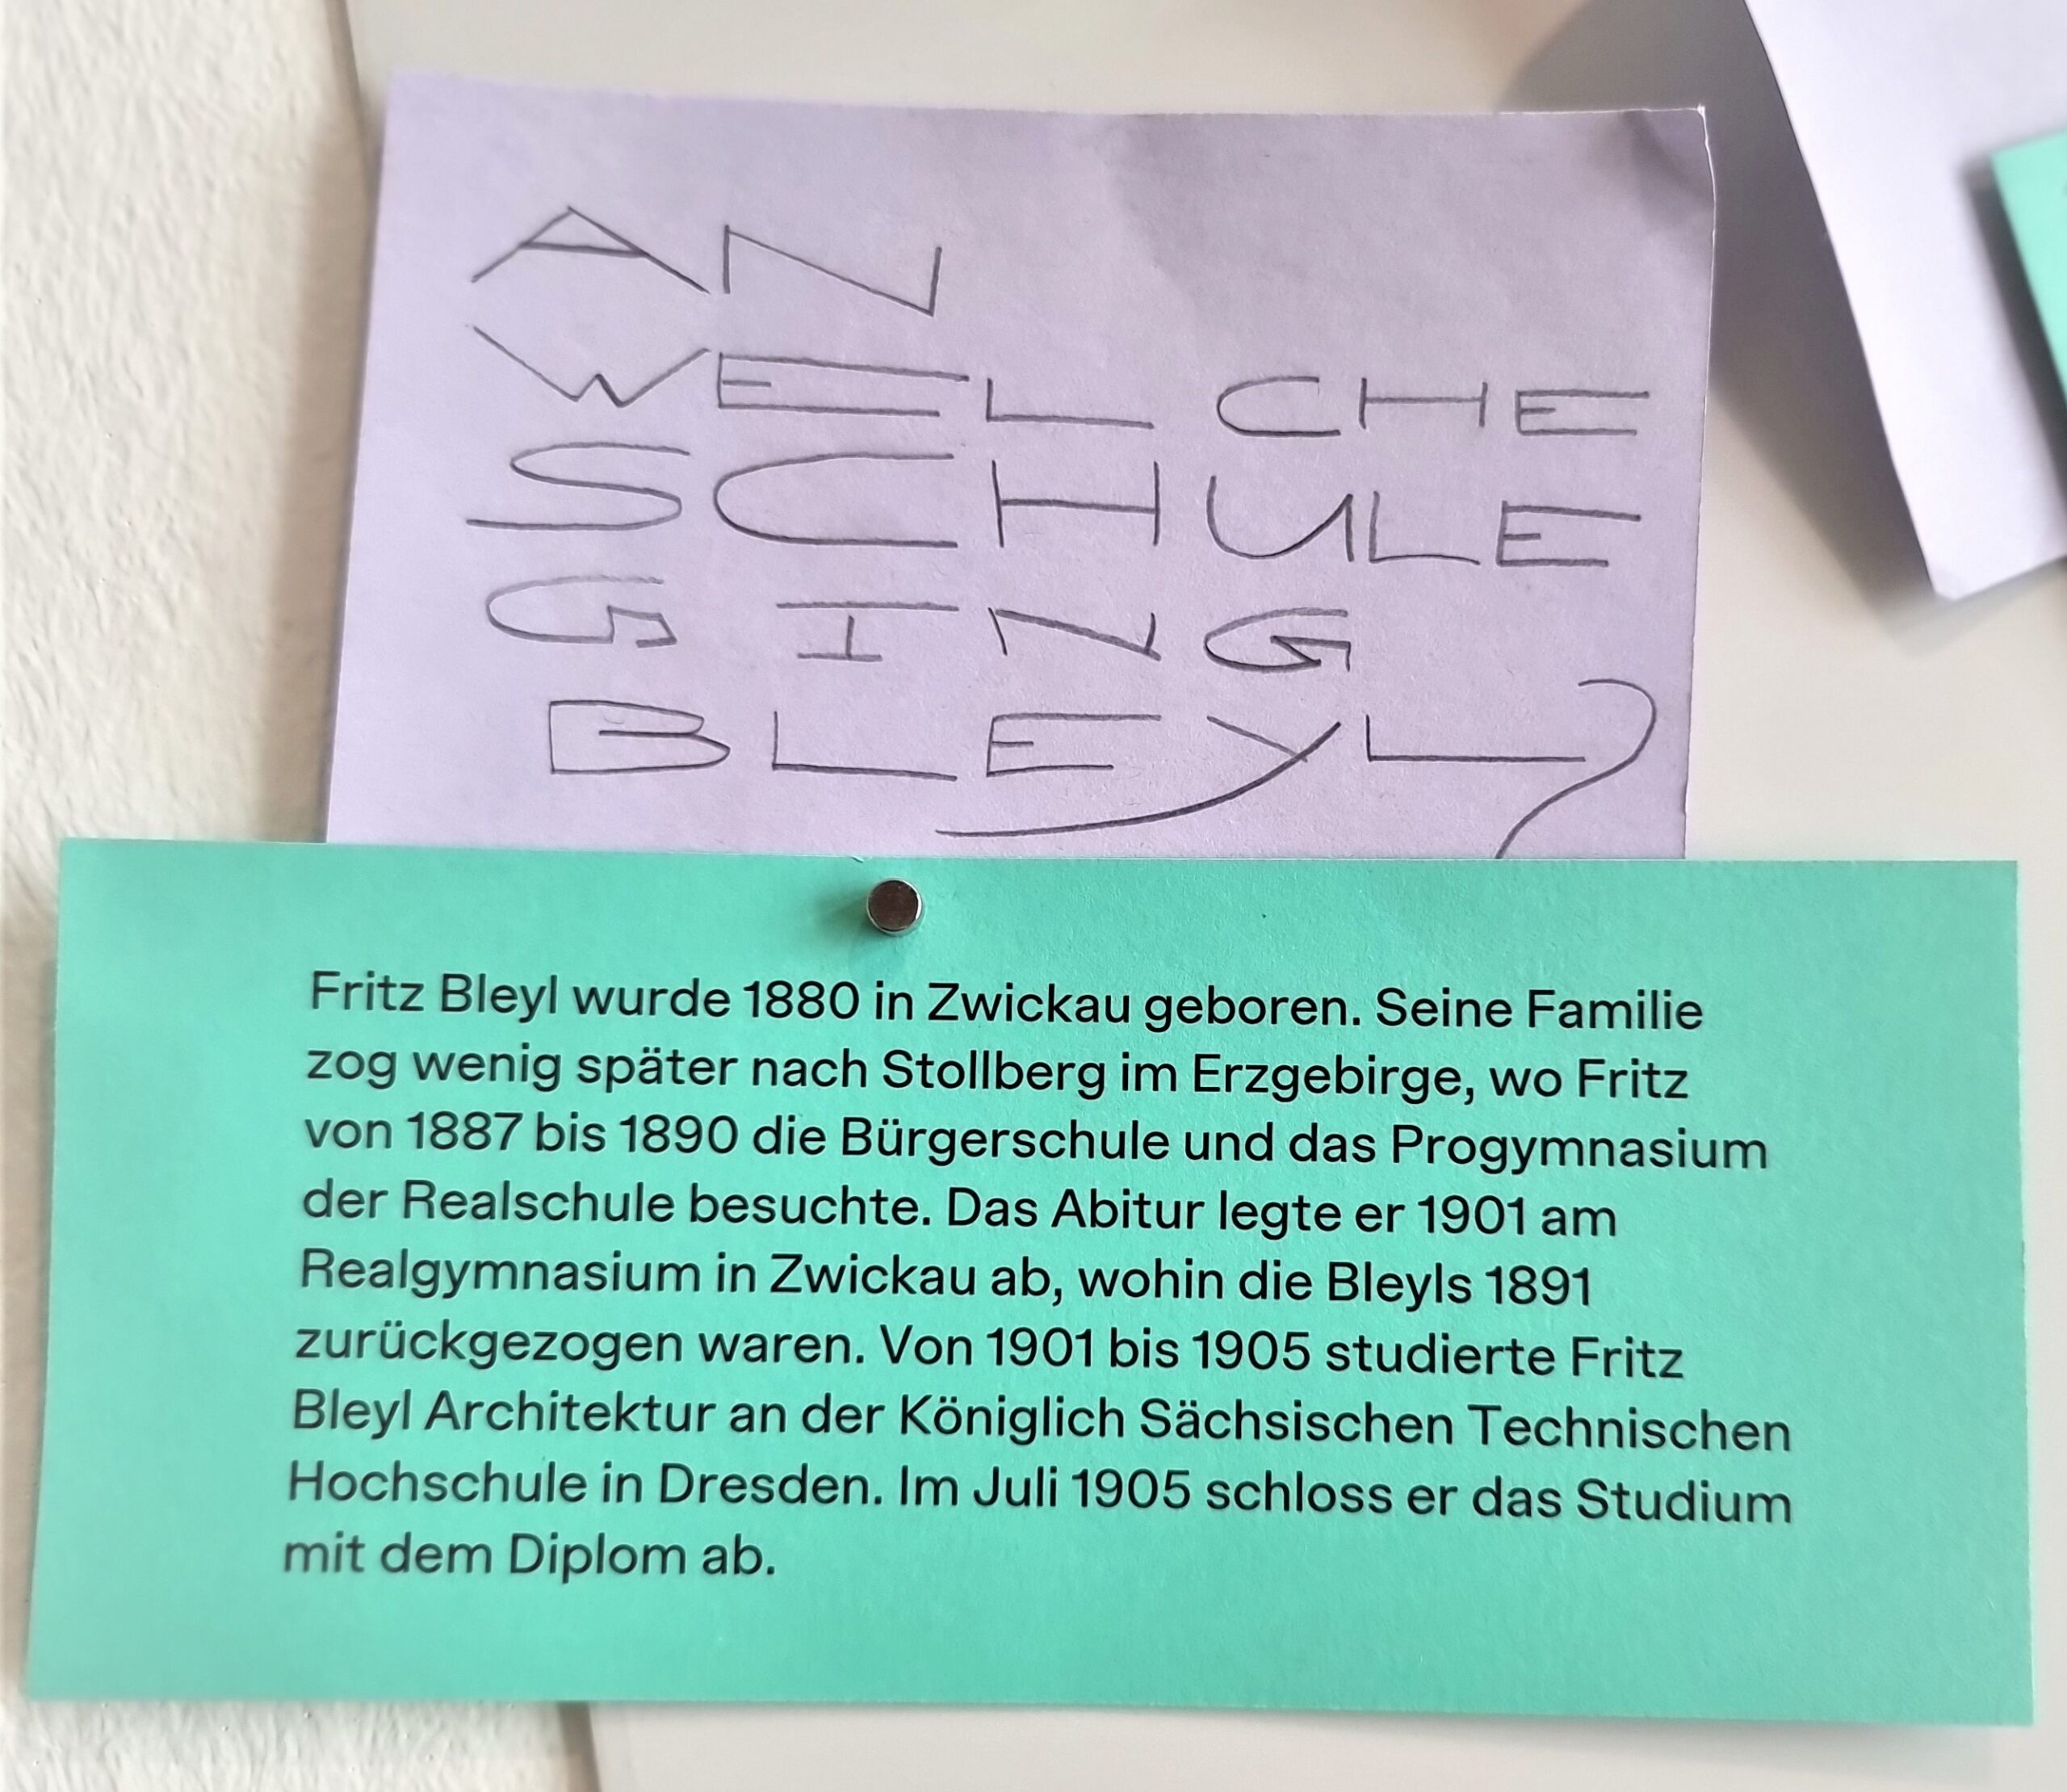 AN
WELCHE
SCHULE
GING
BLEYL?
Fritz Bleyl wurde 1880 in Zwickau geboren. Seine Familie
zog wenig später nach Stollberg im Erzgebirge, wo Fritz
von 1887 bis 1890 die Bürgerschule und das Progymnasium
der Realschule besuchte. Das Abitur legte er 1901 am
Realgymnasium in Zwickau ab, wohin die Bleyls 1891
zurückgezogen waren. Von 1901 bis 1905 studierte Fritz
Bleyl Architektur an der Königlich Sächsischen Technischen
Hochschule in Dresden. Im Juli 1905 schloss er das Studium
mit dem Diplom ab.